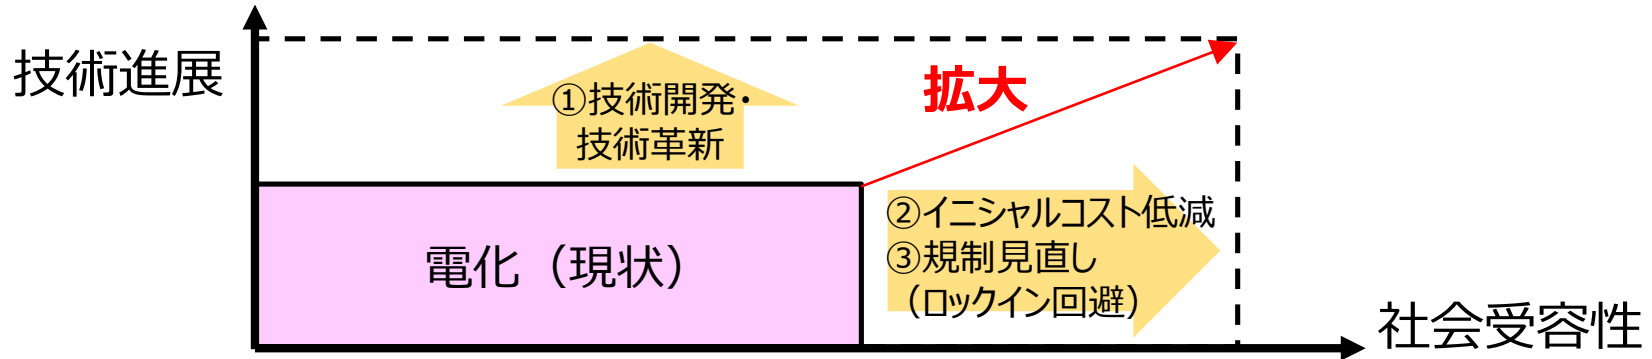 技術進展
①技術開発・
技術革新
拡大
電化（現状）
②イニシャルコスト低減
③規制見直し
（ロックイン回避）
社会受容性